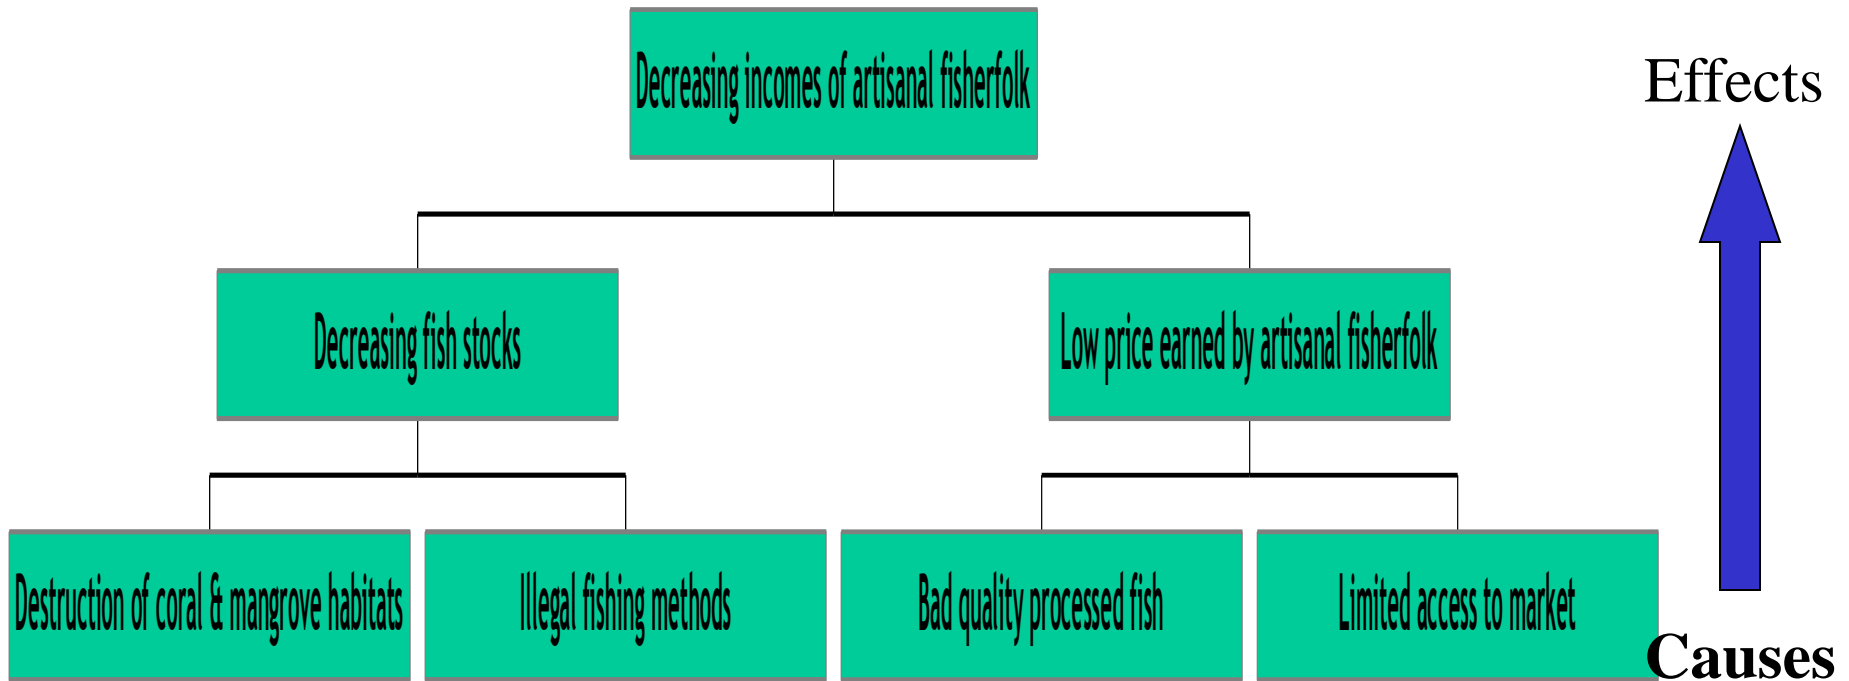 Decreasing incomes of artisanal fisherfolk
Effects
Decreasing fish stocks
Low price earned by artisanal fisherfolk
Destruction of coral & mangrove habitats
Illegal fishing methods
Bad quality processed fish
Limited access to market
Causes